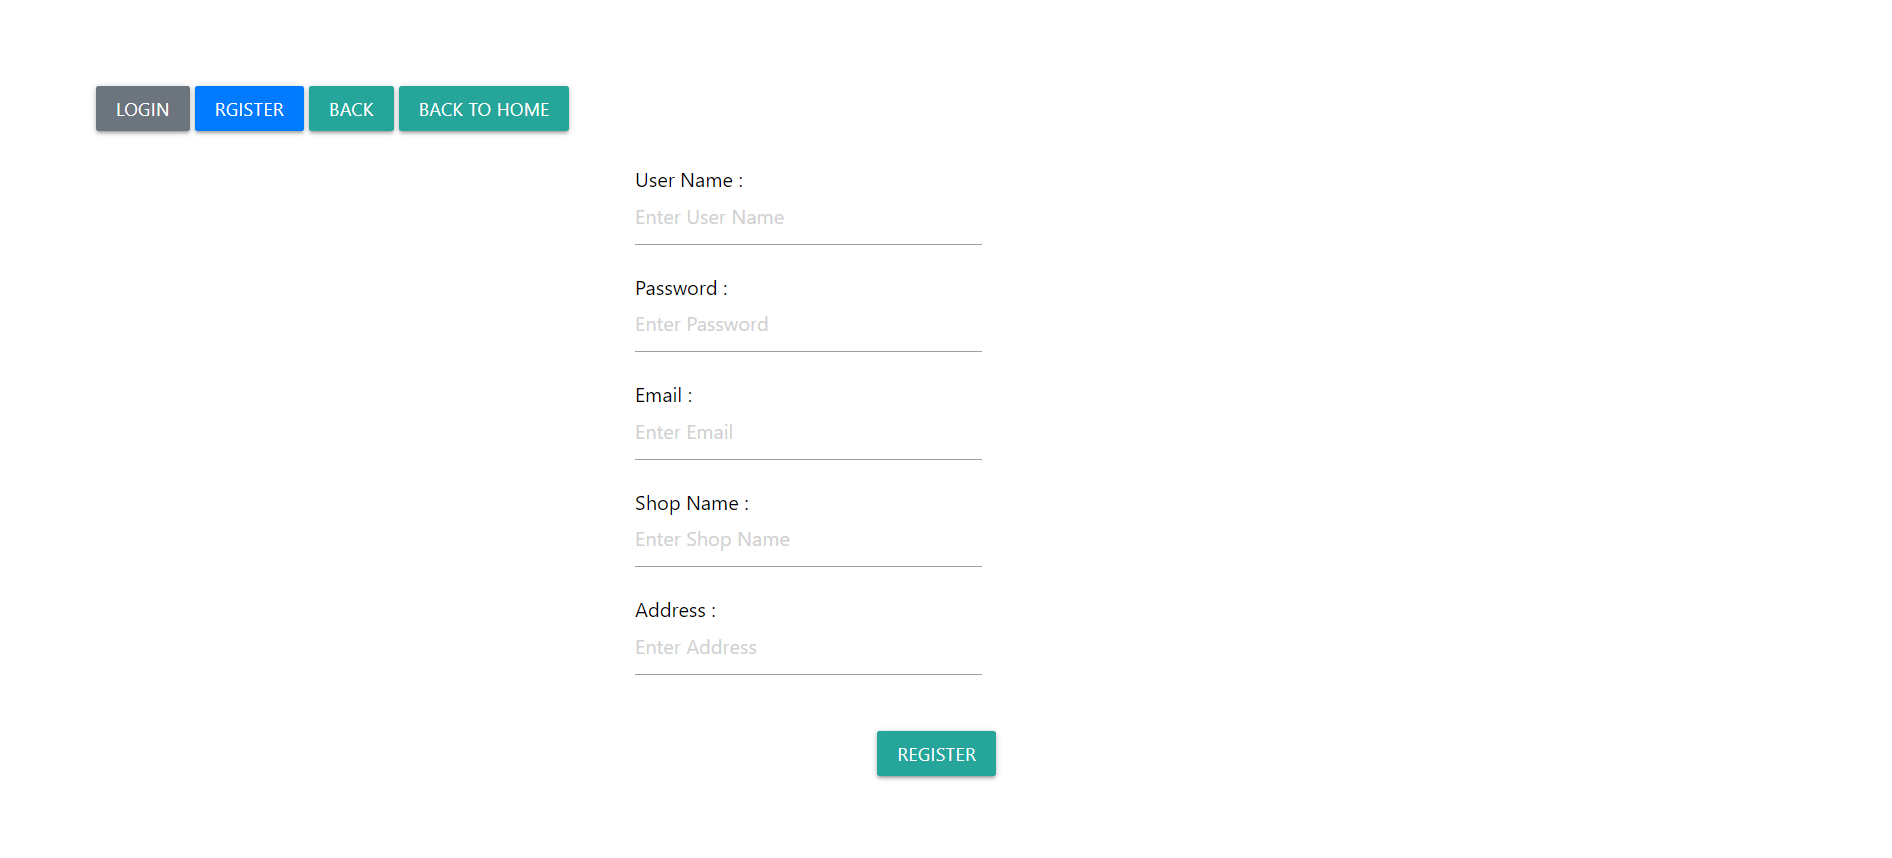 LOGIN RGISTER BACK BACK TO HOME
User Name :
Enter User Name
Password :
Enter Password
Email :
Enter Email
Shop Name :
Enter Shop Name
Address :
Enter Address
REGISTER